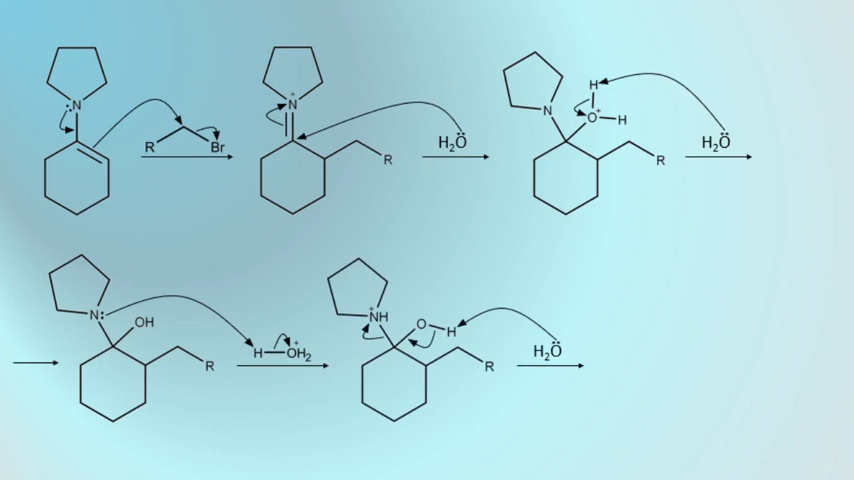 :N
R
Br
N+
R
H₂Ö
N
H
O+
H
R
H₂Ö
N:
OH
R
H
OH₂+
NH+
O
H
R
H₂Ö